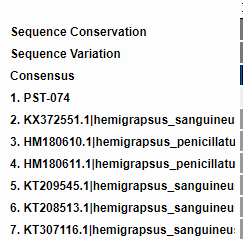 Sequence Conservation
Sequence Variation
Consensus
1. PST-074
2. KX372551.1|hemigrapsus_sanguineu
3. HM180610.1|hemigrapsus_penicillatu
4. HM180611.1|hemigrapsus_penicillatu
5. KT209545.1|hemigrapsus_sanguineu
6. KT208513.1|hemigrapsus_sanguineu
7. KT307116.1|hemigrapsus_sanguineu